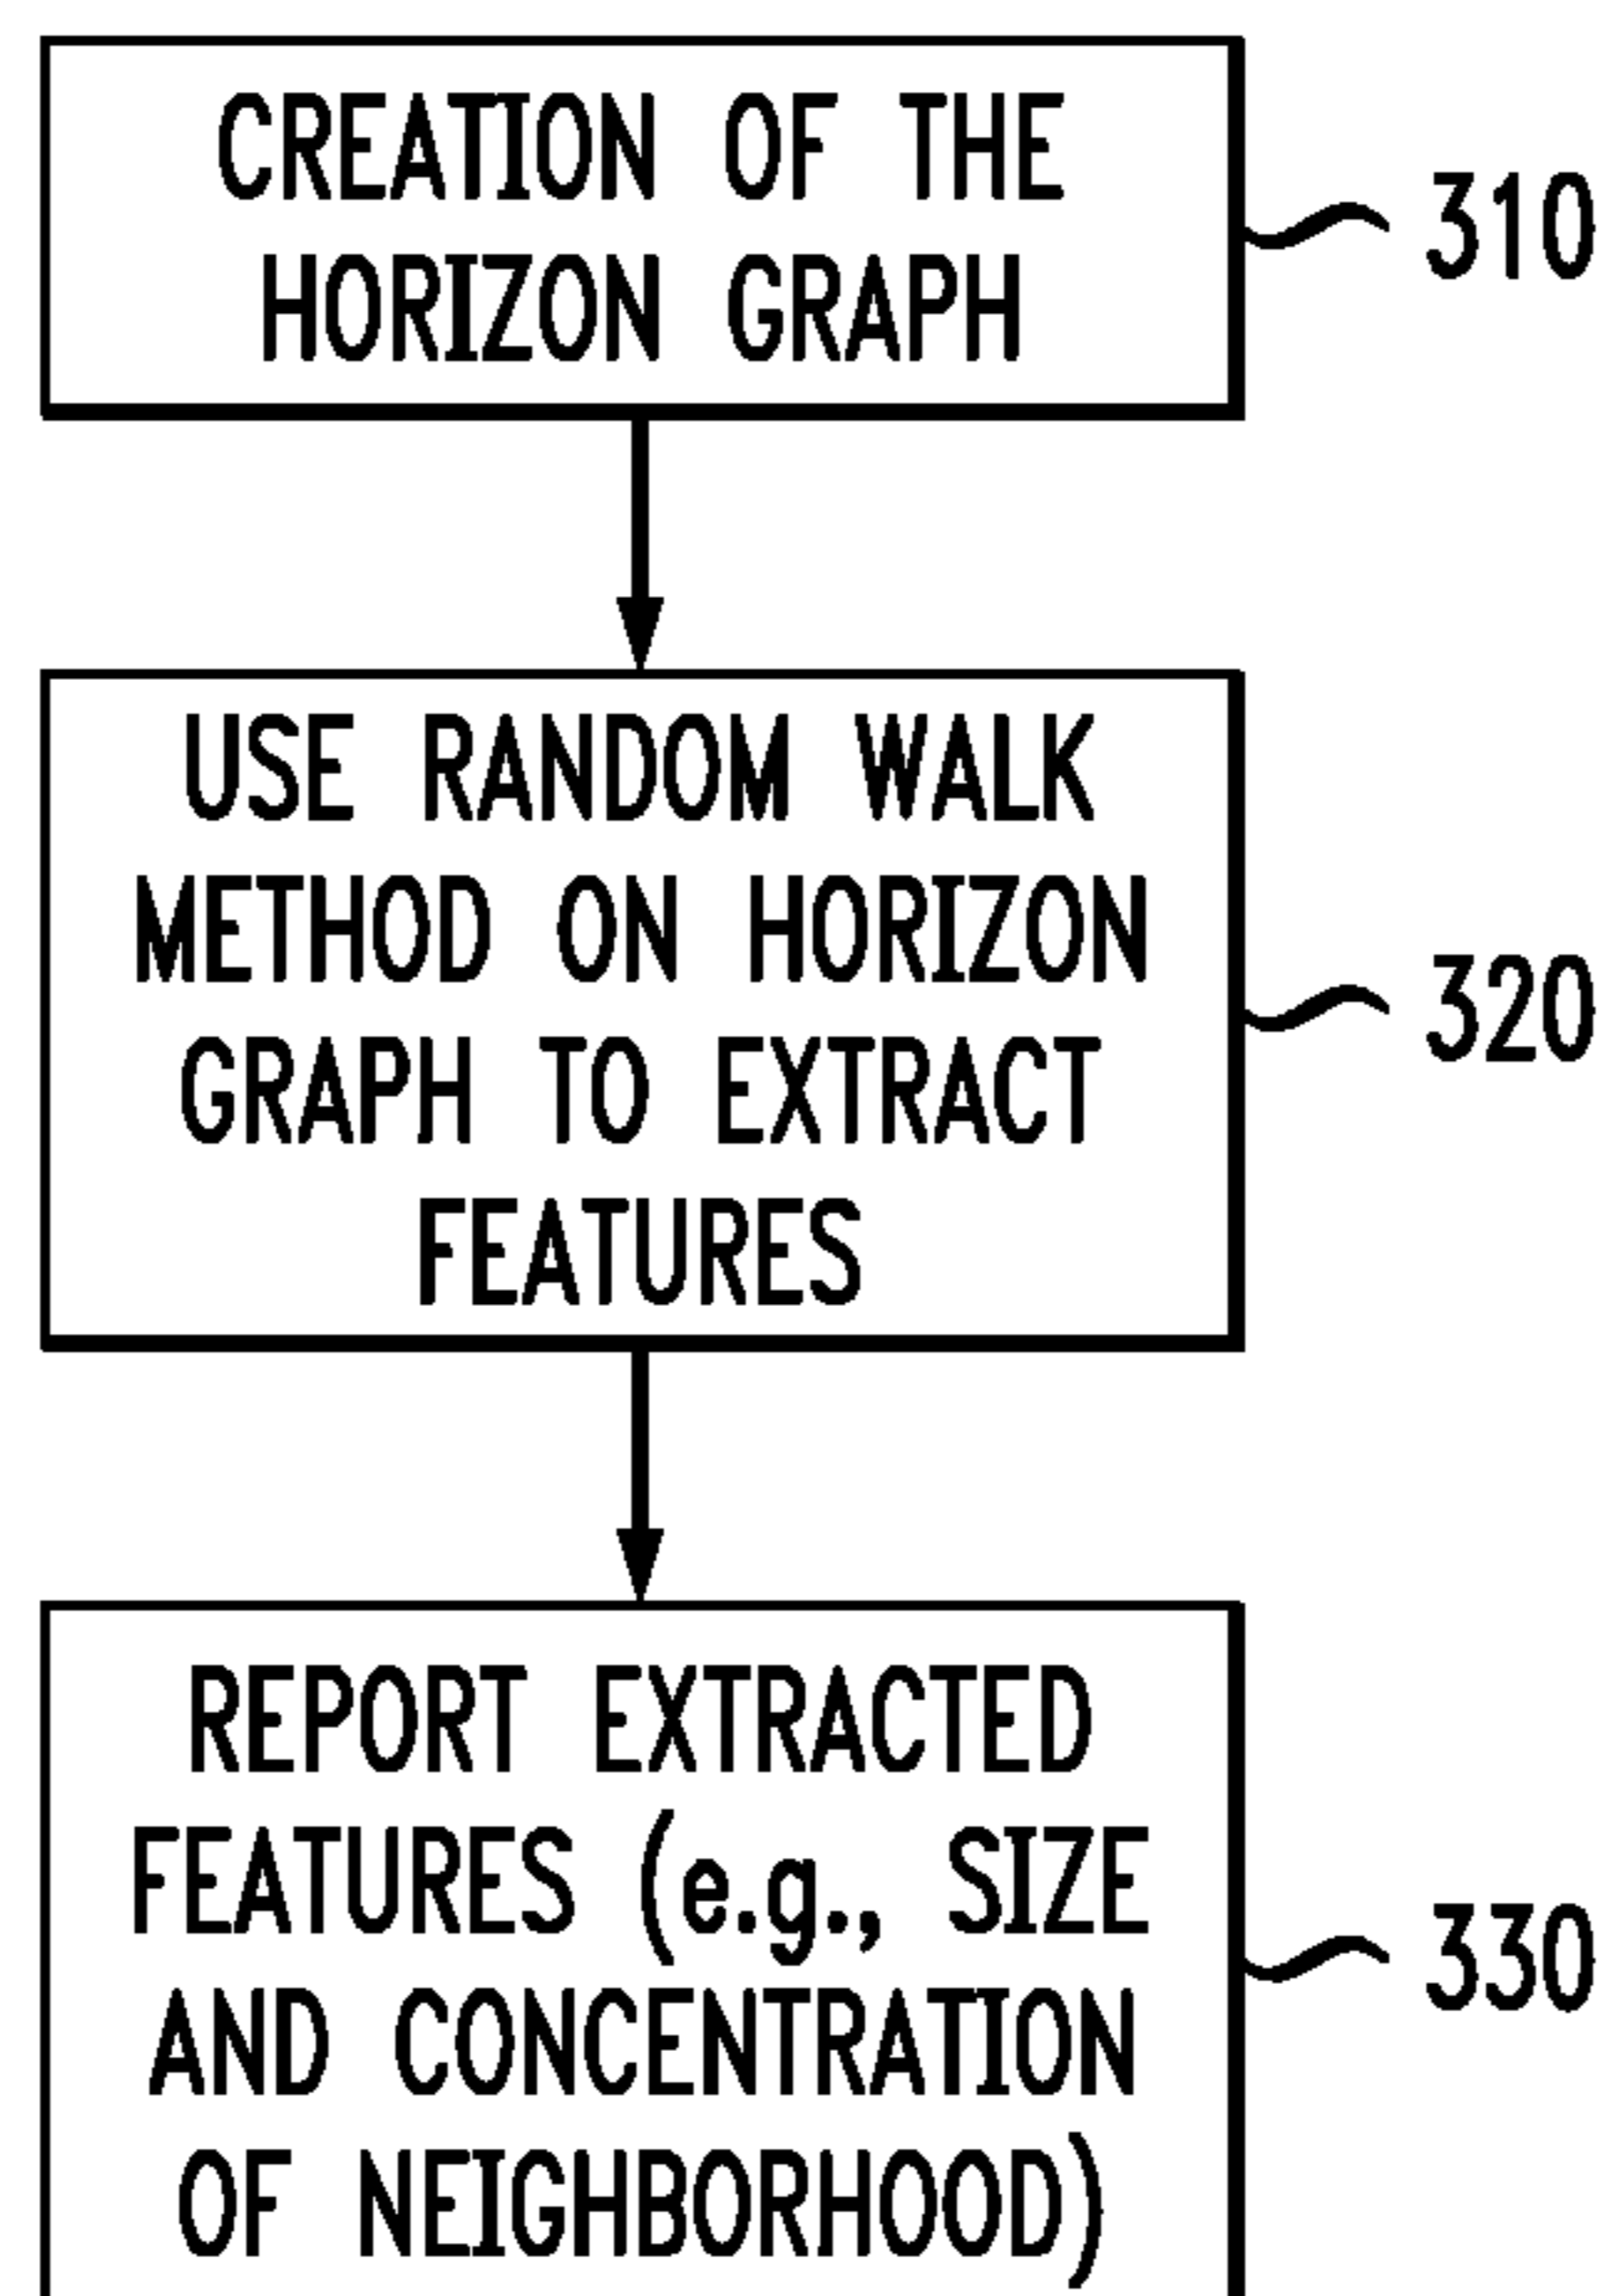 CREATION OF THE
HORIZON GRAPH
310
USE RANDOM WALK
METHOD ON HORIZON
GRAPH TO EXTRACT
FEATURES
320
REPORT EXTRACTED
FEATURES (e.g., SIZE
AND CONCENTRATION
OF NEIGHBORHOOD)
330